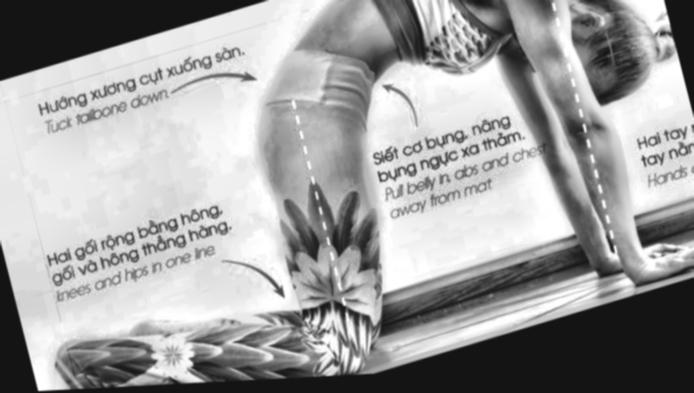 Hướng xương cụt xuống sàn.
Tuck tailbone down.
Siết cơ bụng, nâng
bụng ngực xa thảm.
Pull belly in, abs and chest
away from mat
Hai gối rộng bằng hông,
gối và hông thẳng hàng.
knees and hips in one line
Hai tay
tay
Hands